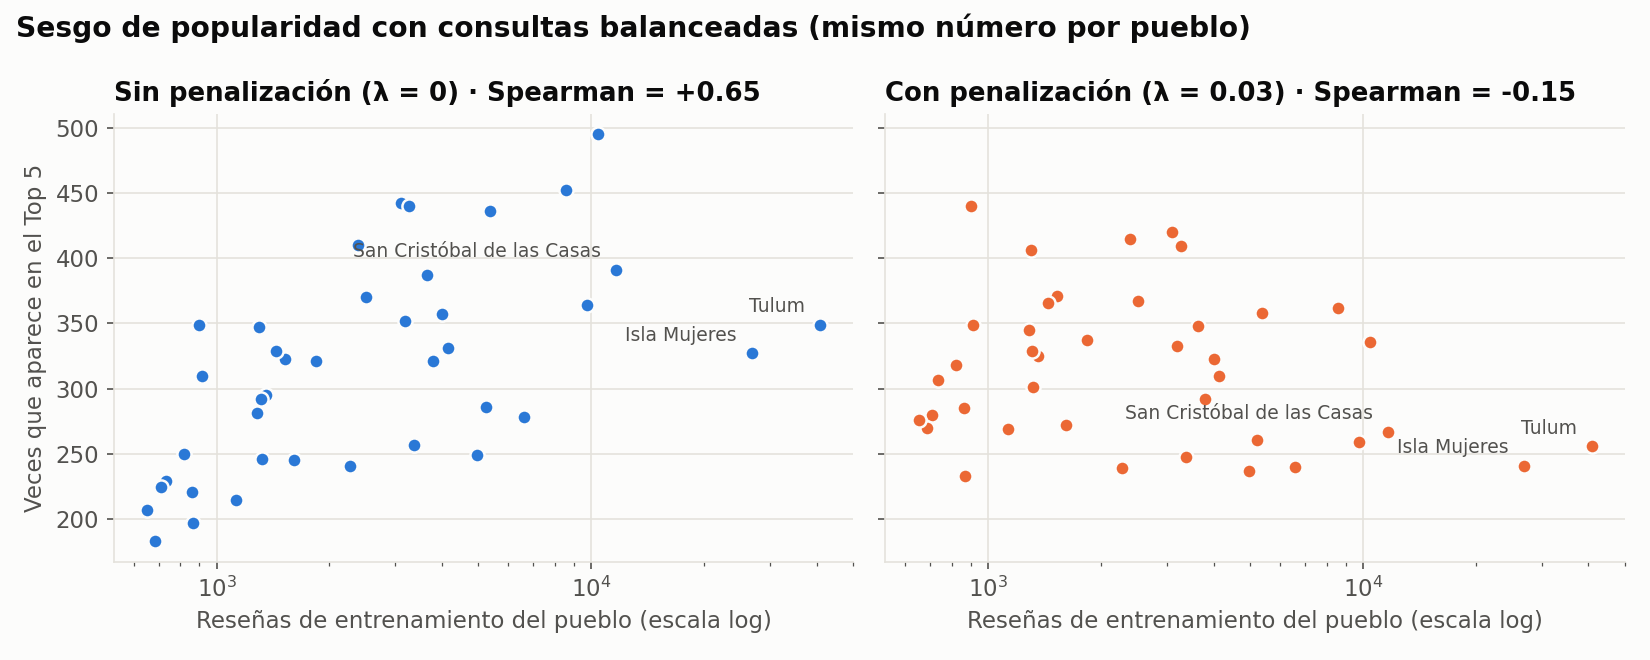 Sesgo de popularidad con consultas balanceadas (mismo número por pueblo)
Sin penalización (λ = 0) · Spearman = +0.65
Con penalización (λ = 0.03) · Spearman = -0.15
Veces que aparece en el Top 5
500
450
400
350
300
250
200
San Cristóbal de las Casas
Tulum
Isla Mujeres
10³
10⁴
Reseñas de entrenamiento del pueblo (escala log)
San Cristóbal de las Casas
Tulum
Isla Mujeres
10³
10⁴
Reseñas de entrenamiento del pueblo (escala log)